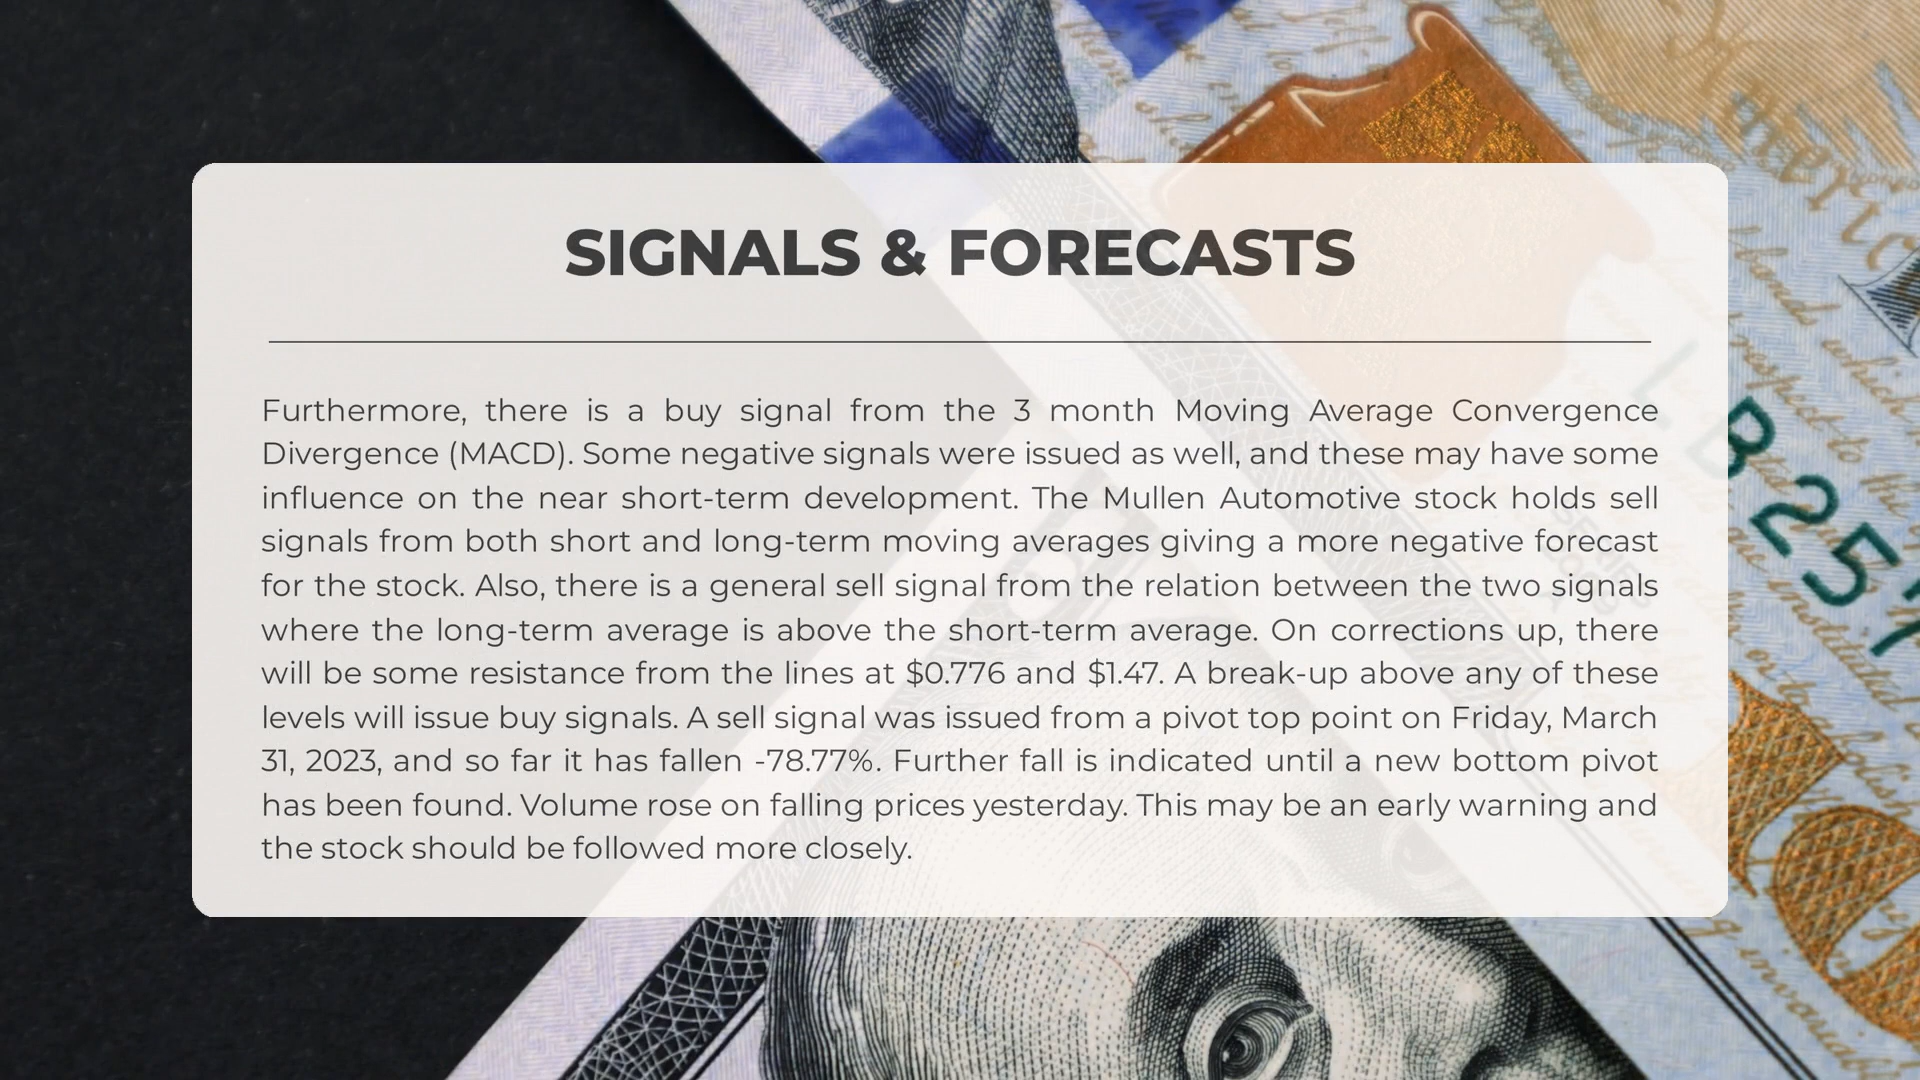 SIGNALS & FORECASTS
Furthermore, there is a buy signal from the 3 month Moving Average Convergence
Divergence (MACD). Some negative signals were issued as well, and these may have some
influence on the near short-term development. The Mullen Automotive stock holds sell
signals from both short and long-term moving averages giving a more negative forecast
for the stock. Also, there is a general sell signal from the relation between the two signals
where the long-term average is above the short-term average. On corrections up, there
will be some resistance from the lines at $0.776 and $1.47. A break-up above any of these
levels will issue buy signals. A sell signal was issued from a pivot top point on Friday, March
31, 2023, and so far it has fallen -78.77%. Further fall is indicated until a new bottom pivot
has been found. Volume rose on falling prices yesterday. This may be an early warning and
the stock should be followed more closely.
LB25